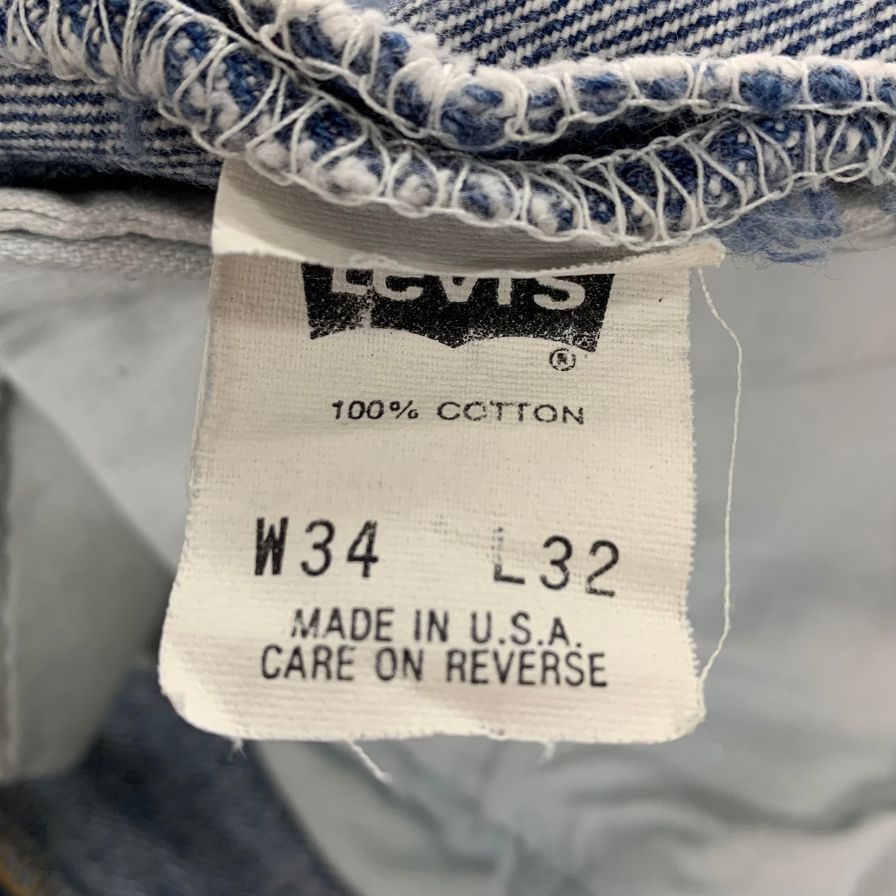 Levi's
®
100% COTTON
W34 L32
MADE IN U.S.A.
CARE ON REVERSE